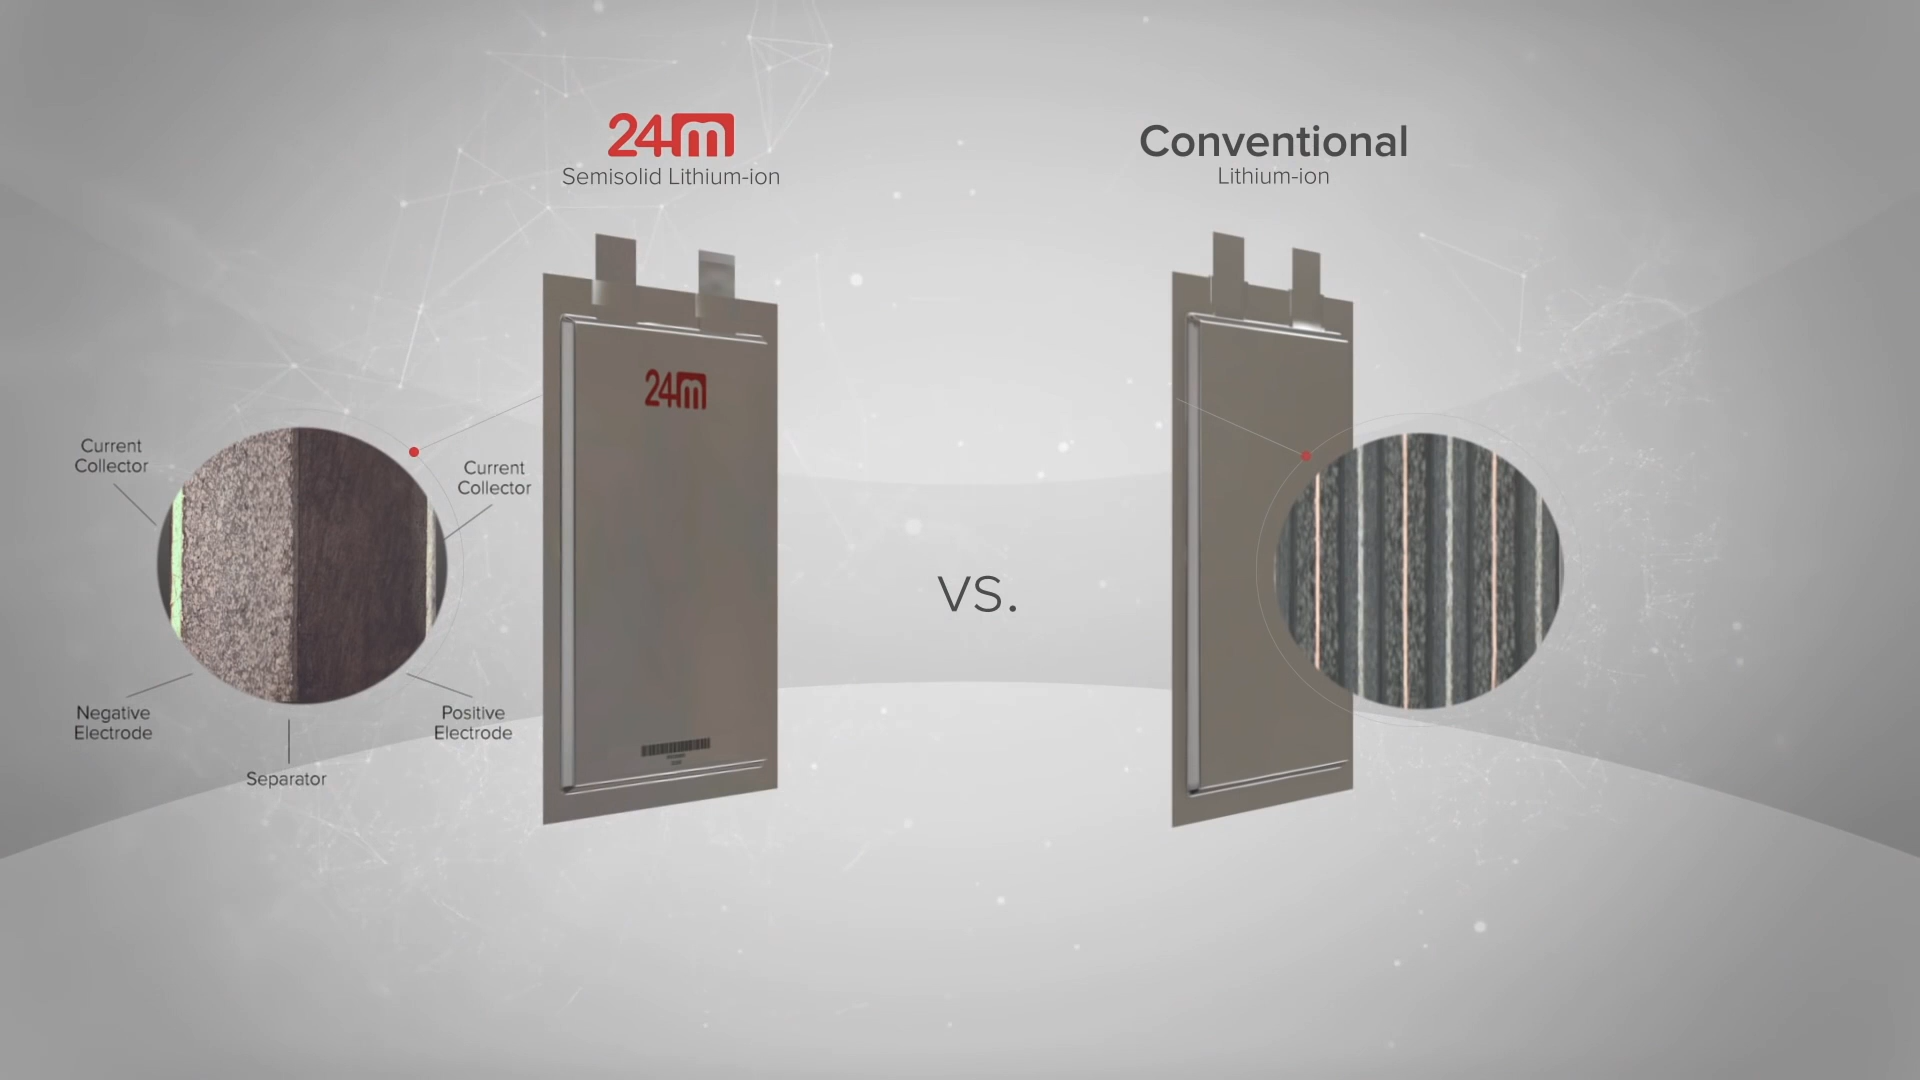 24m
Semisolid Lithium-ion
Conventional
Lithium-ion
24m
Current
Collector
Current
Collector
vs.
Negative
Electrode
Positive
Electrode
Separator